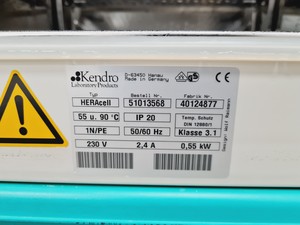 Kendro
Laboratory Products
D-63450 Hanau
Made in Germany
CE
GS
Typ
Bestell Nr.
Fabrik Nr.
HERAcell
51013568
40124877
55 u. 90 °C
IP 20
Temp. Schutz
DIN 12880/1
1N/PE
50/60 Hz
Klasse 3.1
230 V
2,4 A
0,55 kW